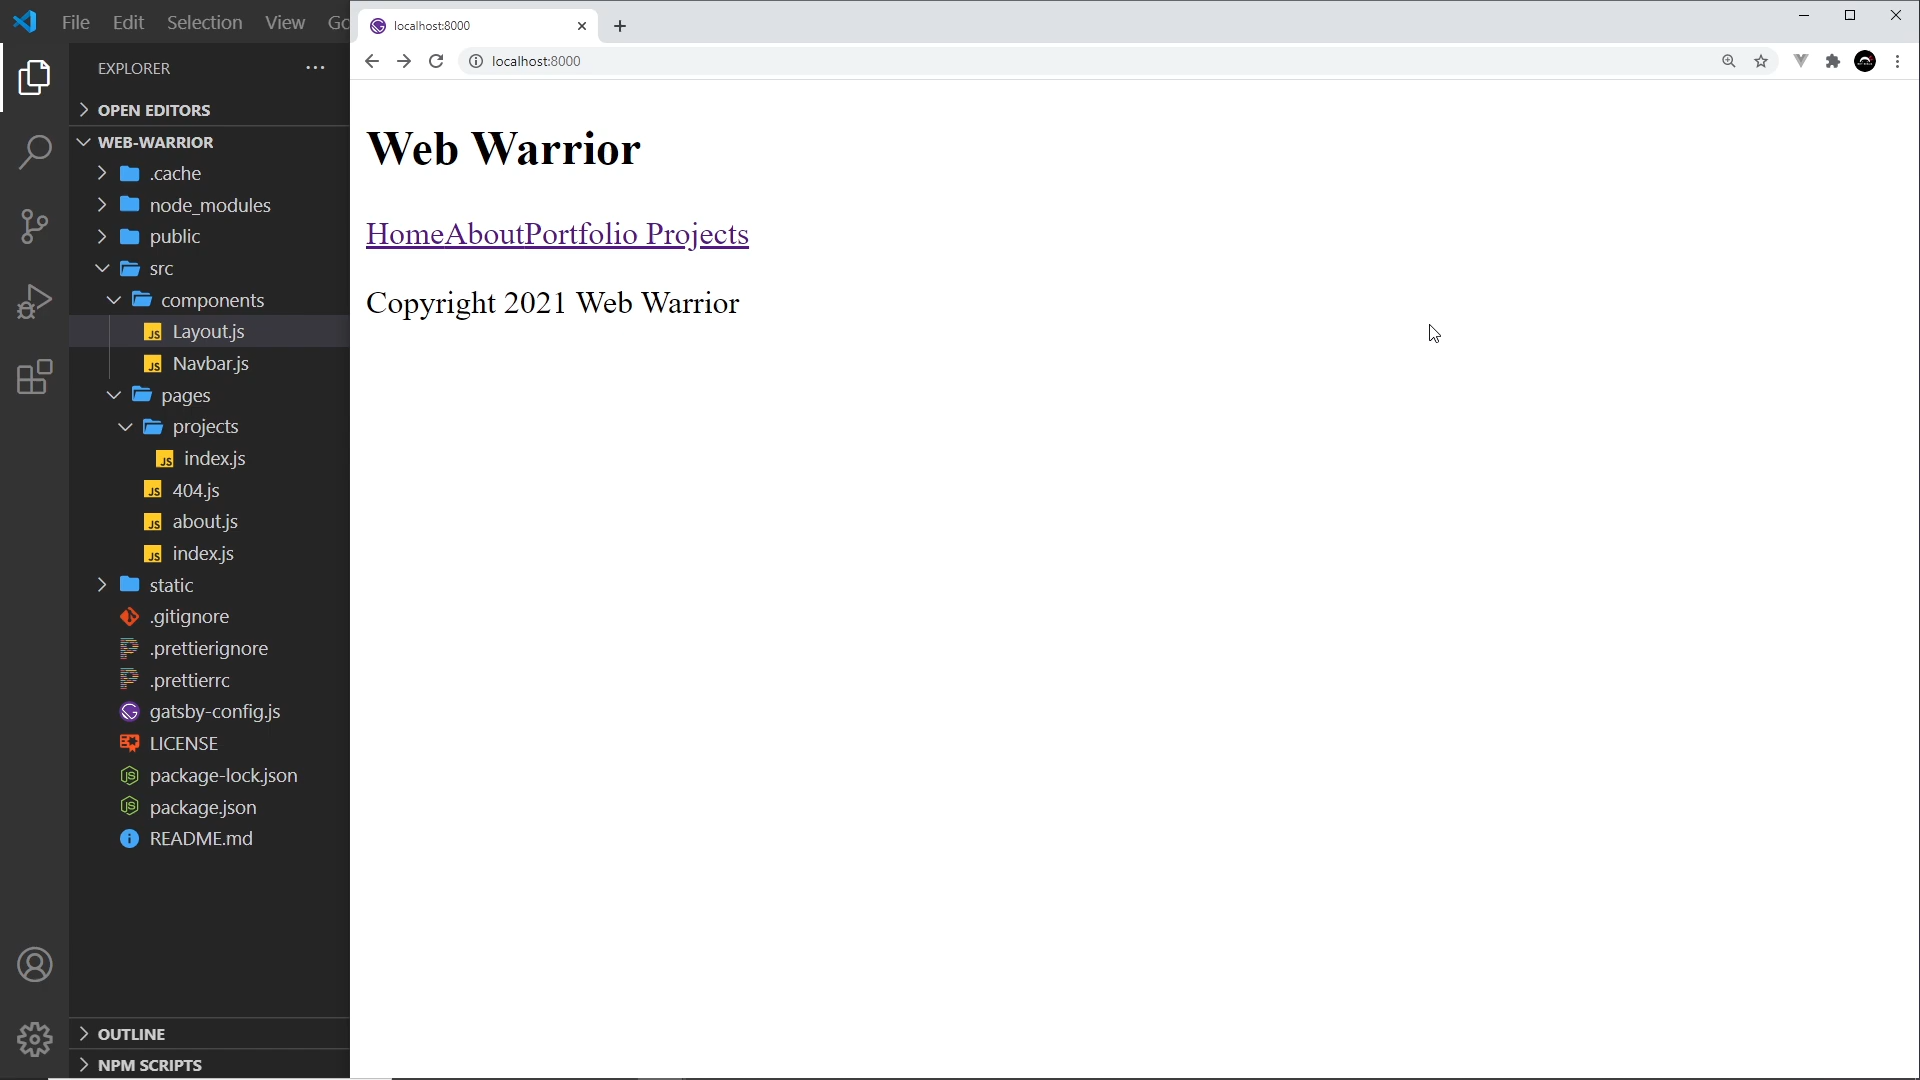 File Edit Selection View Go
EXPLORER
OPEN EDITORS
WEB-WARRIOR
.cache
node_modules
public
src
components
Layout.js
Navbar.js
pages
projects
index.js
404.js
about.js
index.js
static
.gitignore
.prettierignore
.prettierrc
gatsby-config.js
LICENSE
package-lock.json
package.json
README.md
OUTLINE
NPM SCRIPTS
localhost:8000
localhost:8000
Web Warrior
HomeAboutPortfolio Projects
Copyright 2021 Web Warrior